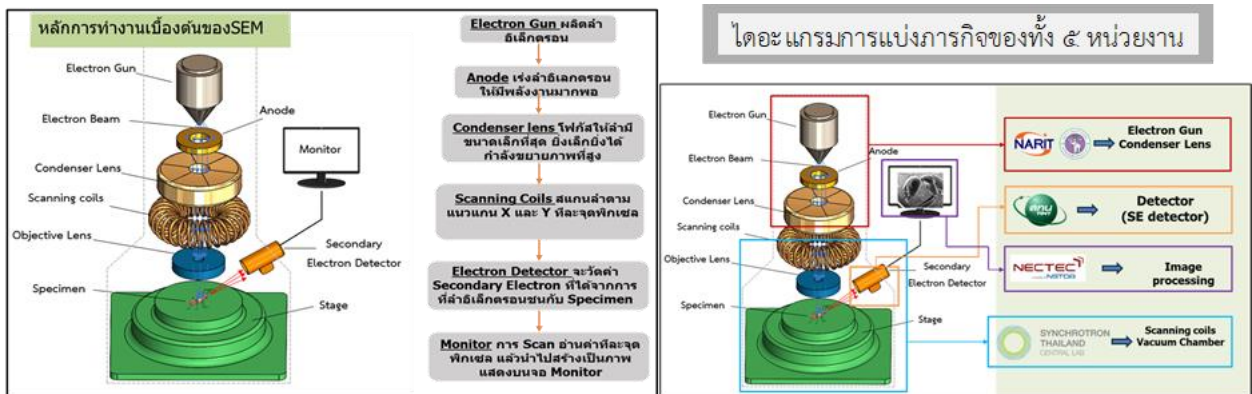 หลักการทำงานเบื้องต้นของSEM
Electron Gun
Electron Beam
Anode
Condenser Lens
Scanning coils
Objective Lens
Specimen
Monitor
Secondary
Electron Detector
Stage
Electron Gun ผลิตลำ
อิเล็กตรอน
Anode เร่งลำอิเลกตรอน
ให้มีพลังงานมากพอ
Condenser lens โฟกัสให้ลำมี
ขนาดเล็กที่สุด ยิ่งเล็กยิ่งได้
กำลังขยายภาพที่สูง
Scanning Coils สแกนลำตาม
แนวแกน X และ Y ทีละจุดพิกเซล
Electron Detector จะวัดค่า
Secondary Electron ที่ได้จากการ
ที่ลำอิเล็กตรอนชนกับ Specimen
Monitor การ Scan อ่านค่าทีละจุด
พิกเซล แล้วนำไปสร้างเป็นภาพ
แสดงบนจอ Monitor
ไดอะแกรมการแบ่งภารกิจของทั้ง ๕ หน่วยงาน
Electron Gun
Electron Beam
Anode
Condenser Lens
Scanning coils
Objective Lens
Specimen
Secondary
Electron Detector
Stage
NARIT
Electron Gun
Condenser Lens
สทน
TINT
Detector
(SE detector)
NECTEC
a member of NSTDA
Image
processing
SYNCHROTRON
THAILAND
CENTRAL LAB
Scanning coils
Vacuum Chamber